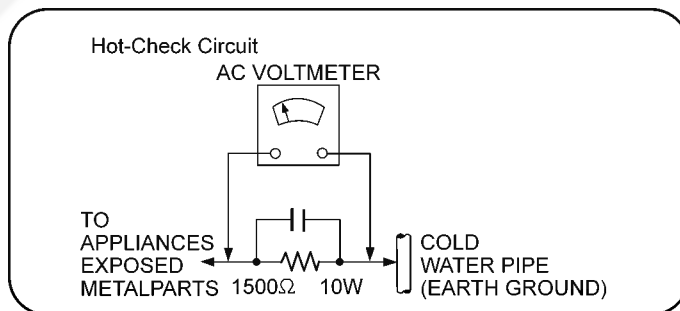 Hot-Check Circuit
AC VOLTMETER
TO
APPLIANCES
EXPOSED
METALPARTS
1500Ω 10W
COLD
WATER PIPE
(EARTH GROUND)